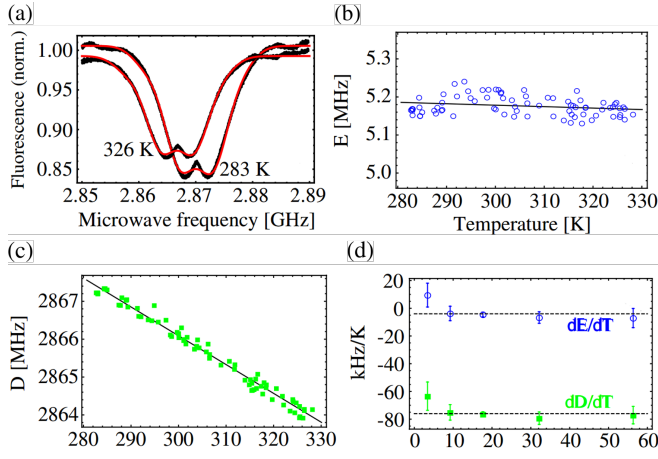 (a)
Fluorescence (norm.)
1.00
0.95
0.90
0.85
326 K
283 K
2.85
2.86
2.87
2.88
2.89
Microwave frequency [GHz]
(b)
E [MHz]
5.3
5.2
5.1
5.0
280 290 300 310 320 330
Temperature [K]
(c)
D [MHz]
2867
2866
2865
2864
280 290 300 310 320 330
(d)
kHz/K
20
0
-20
-40
-60
-80
dE/dT
dD/dT
0 10 20 30 40 50 60